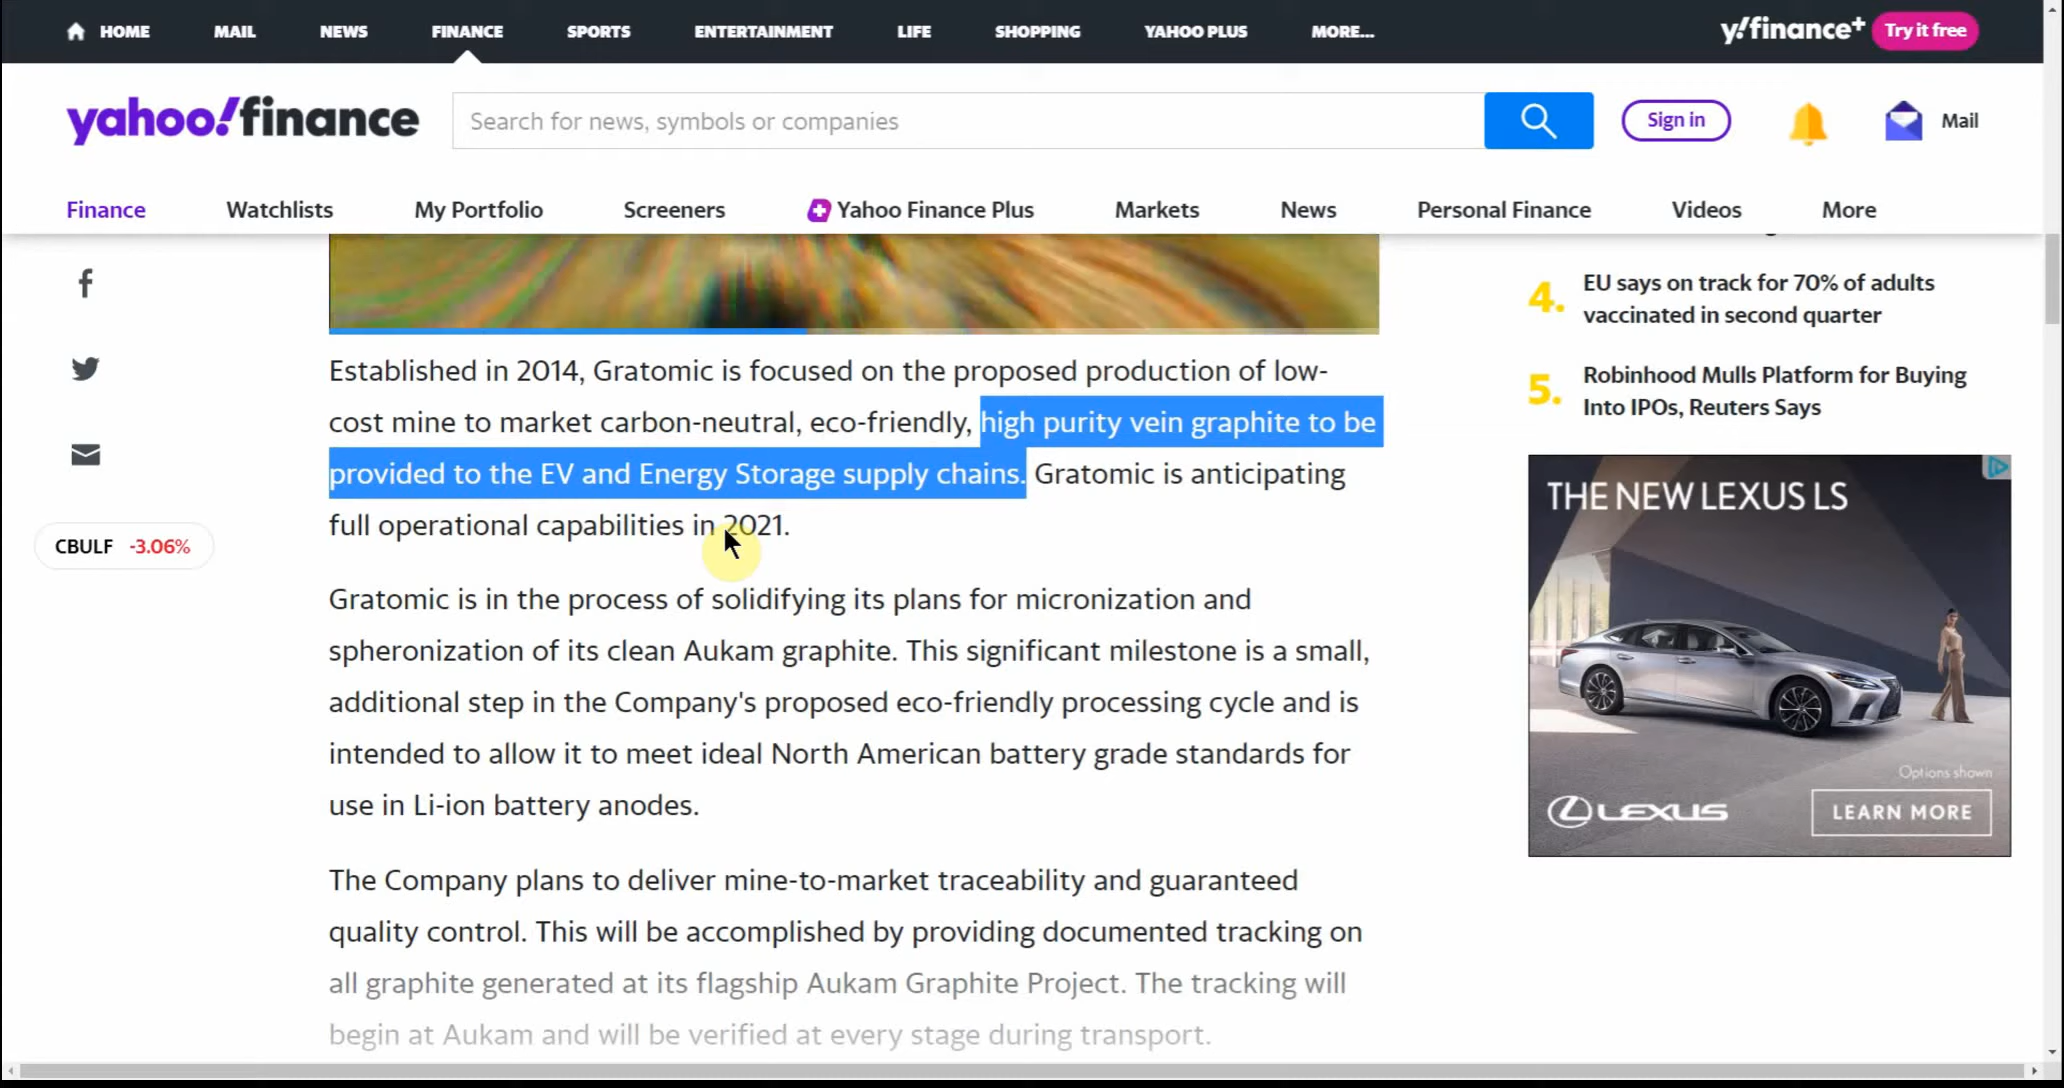 HOME MAIL NEWS FINANCE SPORTS ENTERTAINMENT LIFE SHOPPING YAHOO PLUS MORE... y!finance+ Try it free
yahoo!finance Search for news, symbols or companies Sign in Mail
Finance Watchlists My Portfolio Screeners Yahoo Finance Plus Markets News Personal Finance Videos More
Established in 2014, Gratomic is focused on the proposed production of low-
cost mine to market carbon-neutral, eco-friendly, high purity vein graphite to be
provided to the EV and Energy Storage supply chains. Gratomic is anticipating
full operational capabilities in 2021.
CBULF -3.06%
Gratomic is in the process of solidifying its plans for micronization and
spheronization of its clean Aukam graphite. This significant milestone is a small,
additional step in the Company's proposed eco-friendly processing cycle and is
intended to allow it to meet ideal North American battery grade standards for
use in Li-ion battery anodes.
The Company plans to deliver mine-to-market traceability and guaranteed
quality control. This will be accomplished by providing documented tracking on
all graphite generated at its flagship Aukam Graphite Project. The tracking will
begin at Aukam and will be verified at every stage during transport.
4. EU says on track for 70% of adults
vaccinated in second quarter
5. Robinhood Mulls Platform for Buying
Into IPOs, Reuters Says
THE NEW LEXUS LS
Options shown
LEXUS LEARN MORE